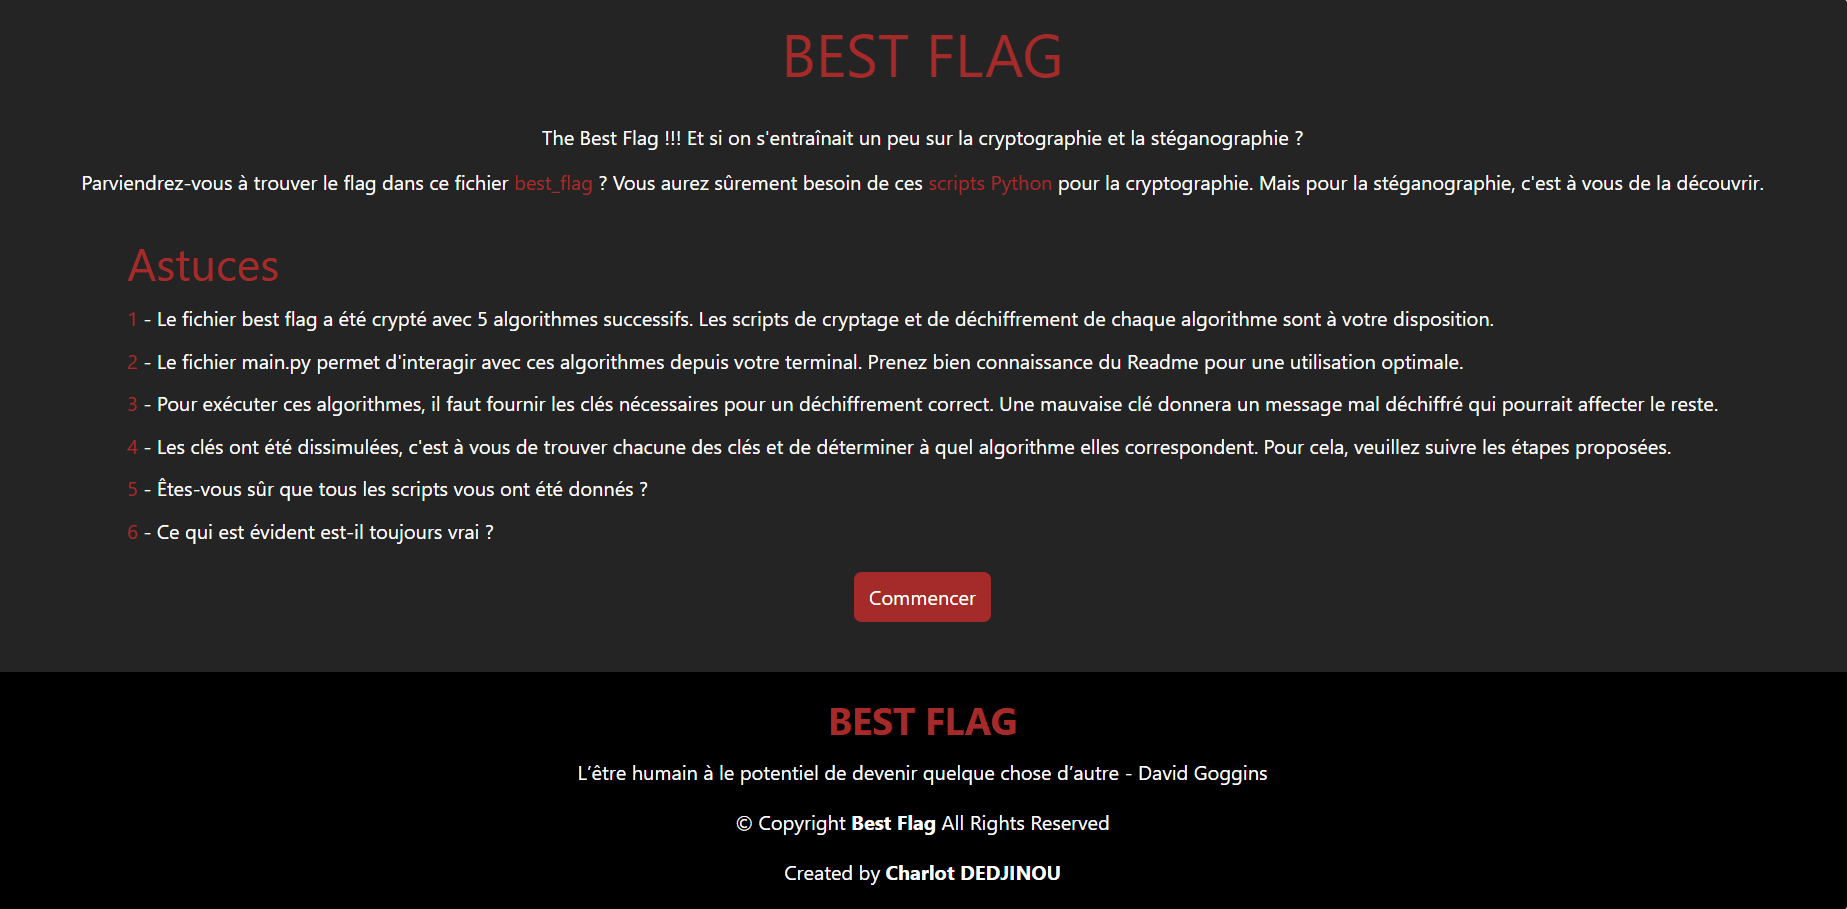 BEST FLAG
The Best Flag !!! Et si on s'entraînait un peu sur la cryptographie et la stéganographie ?
Parviendrez-vous à trouver le flag dans ce fichier best_flag ? Vous aurez sûrement besoin de ces scripts Python pour la cryptographie. Mais pour la stéganographie, c'est à vous de la découvrir.
Astuces
1 - Le fichier best flag a été crypté avec 5 algorithmes successifs. Les scripts de cryptage et de déchiffrement de chaque algorithme sont à votre disposition.
2 - Le fichier main.py permet d'interagir avec ces algorithmes depuis votre terminal. Prenez bien connaissance du Readme pour une utilisation optimale.
3 - Pour exécuter ces algorithmes, il faut fournir les clés nécessaires pour un déchiffrement correct. Une mauvaise clé donnera un message mal déchiffré qui pourrait affecter le reste.
4 - Les clés ont été dissimulées, c'est à vous de trouver chacune des clés et de déterminer à quel algorithme elles correspondent. Pour cela, veuillez suivre les étapes proposées.
5 - Êtes-vous sûr que tous les scripts vous ont été donnés ?
6 - Ce qui est évident est-il toujours vrai ?
Commencer
BEST FLAG
L’être humain à le potentiel de devenir quelque chose d’autre - David Goggins
© Copyright Best Flag All Rights Reserved
Created by Charlot DEDJINOU